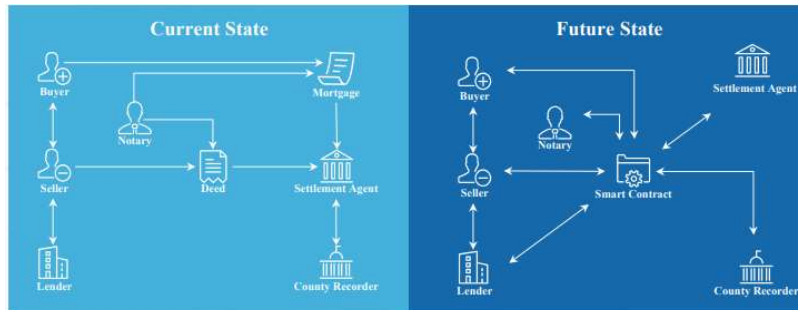 Current State
Buyer
Mortgage
Notary
Seller
Deed
Settlement Agent
Lender
County Recorder
Future State
Settlement Agent
Buyer
Notary
Seller
Smart Contract
Lender
County Recorder